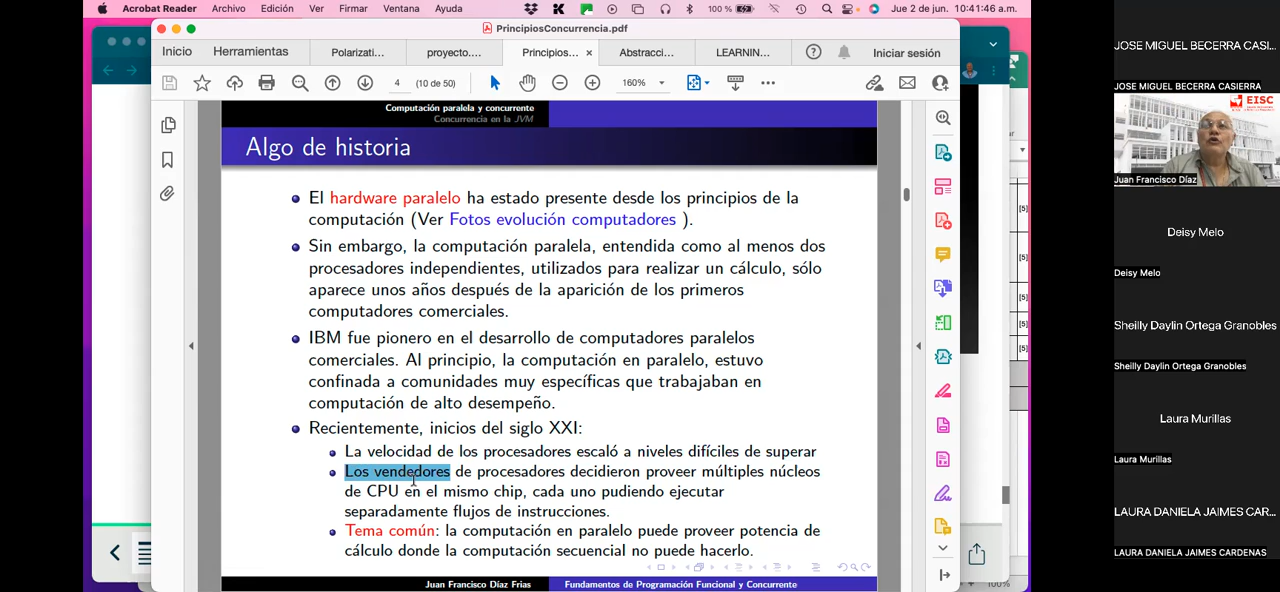 Acrobat Reader Archivo Edición Ver Firmar Ventana Ayuda 100 % Jue 2 de jun. 10:41:46 a.m.
PrincipiosConcurrencia.pdf
Inicio Herramientas Polarizati... proyecto.... Principios... × Abstracci... LEARNIN... Iniciar sesión
4 (10 de 50) 160%
Computación paralela y concurrente
Concurrencia en la JVM
Algo de historia
El hardware paralelo ha estado presente desde los principios de la
computación (Ver Fotos evolución computadores ).
Sin embargo, la computación paralela, entendida como al menos dos
procesadores independientes, utilizados para realizar un cálculo, sólo
aparece unos años después de la aparición de los primeros
computadores comerciales.
IBM fue pionero en el desarrollo de computadores paralelos
comerciales. Al principio, la computación en paralelo, estuvo
confinada a comunidades muy específicas que trabajaban en
computación de alto desempeño.
Recientemente, inicios del siglo XXI:
La velocidad de los procesadores escaló a niveles difíciles de superar
Los vendedores de procesadores decidieron proveer múltiples núcleos
de CPU en el mismo chip, cada uno pudiendo ejecutar
separadamente flujos de instrucciones.
Tema común: la computación en paralelo puede proveer potencia de
cálculo donde la computación secuencial no puede hacerlo.
Juan Francisco Díaz Frias Fundamentos de Programación Funcional y Concurrente
[5]
[5]
[5]
[5]
[5]
100%
JOSE MIGUEL BECERRA CASI...
JOSE MIGUEL BECERRA CASIERRA
EISC
Juan Francisco Díaz
Deisy Melo
Deisy Melo
Sheilly Daylin Ortega Granobles
Sheilly Daylin Ortega Granobles
Laura Murillas
Laura Murillas
LAURA DANIELA JAIMES CAR...
LAURA DANIELA JAIMES CARDENAS